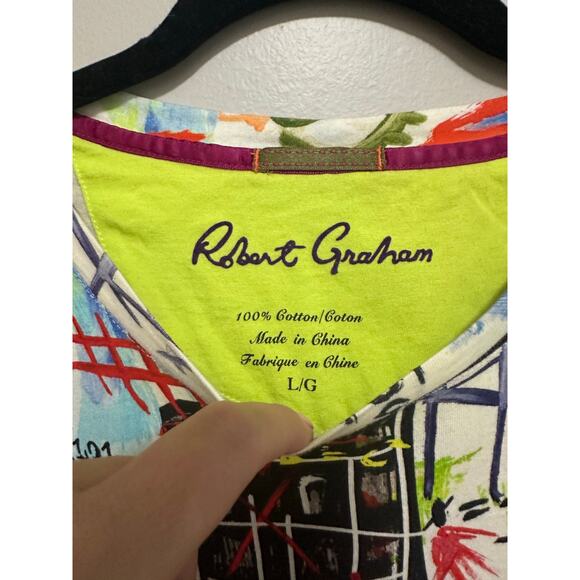 Robert Graham
100% Cotton/Coton
Made in China
Fabrique en Chine
L/G